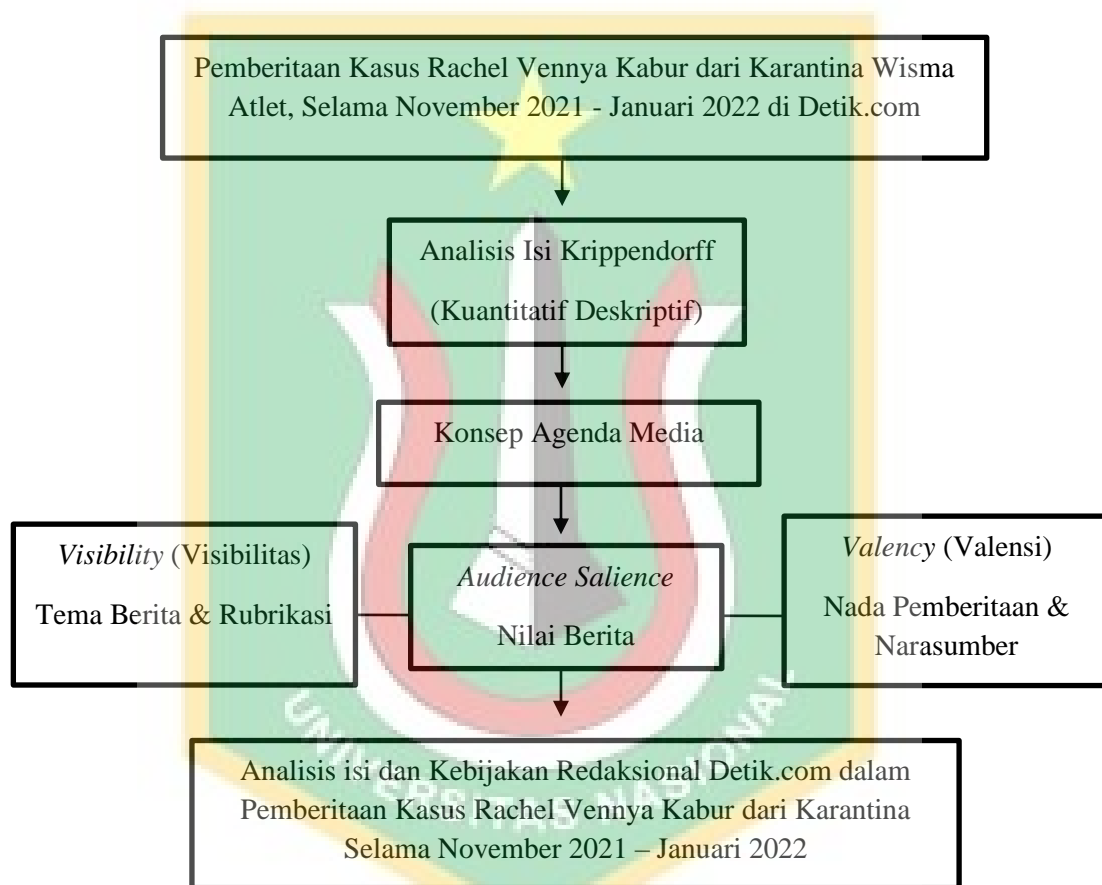 Pemberitaan Kasus Rachel Vennya Kabur dari Karantina Wisma
Atlet, Selama November 2021 - Januari 2022 di Detik.com
Analisis Isi Krippendorff
(Kuantitatif Deskriptif)
Konsep Agenda Media
Visibility (Visibilitas)
Tema Berita & Rubrikasi
Audience Salience
Nilai Berita
Valency (Valensi)
Nada Pemberitaan &
Narasumber
UNIVERSITAS NASIONAL
Analisis isi dan Kebijakan Redaksional Detik.com dalam
Pemberitaan Kasus Rachel Vennya Kabur dari Karantina
Selama November 2021 – Januari 2022